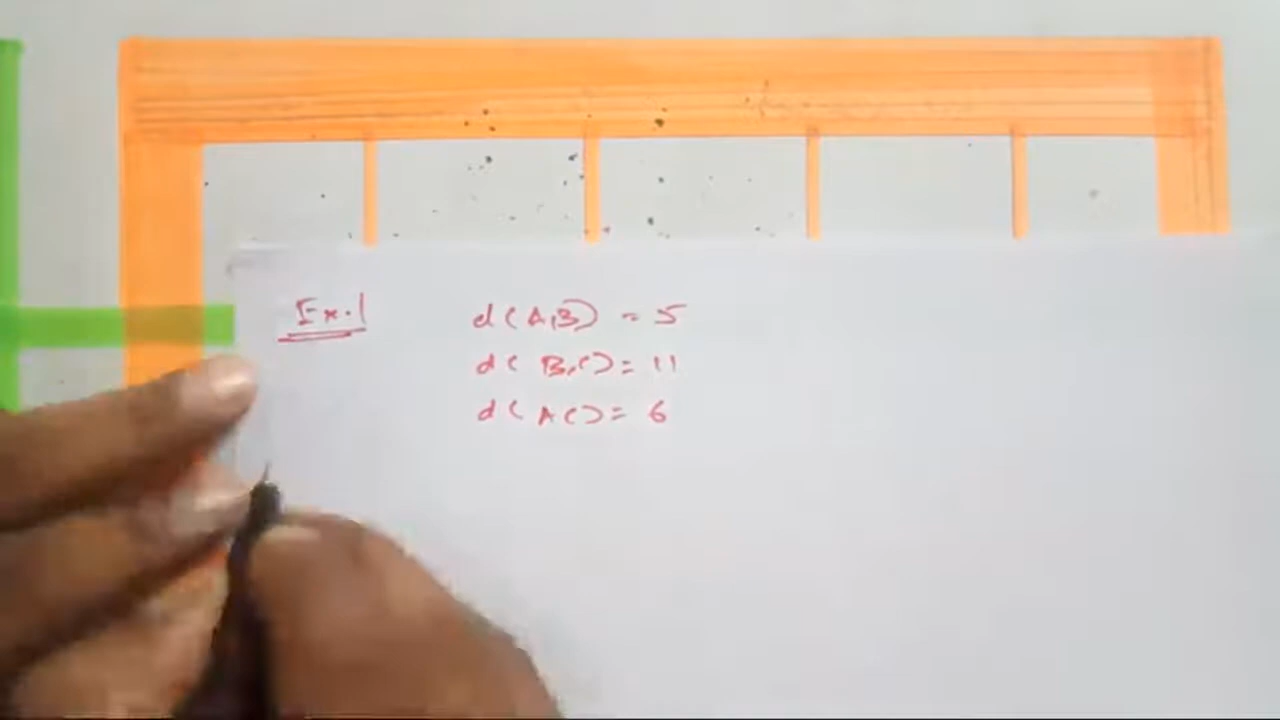 Ex.1
d(A,B) = 5
d( B,C) = 11
d( A C) = 6